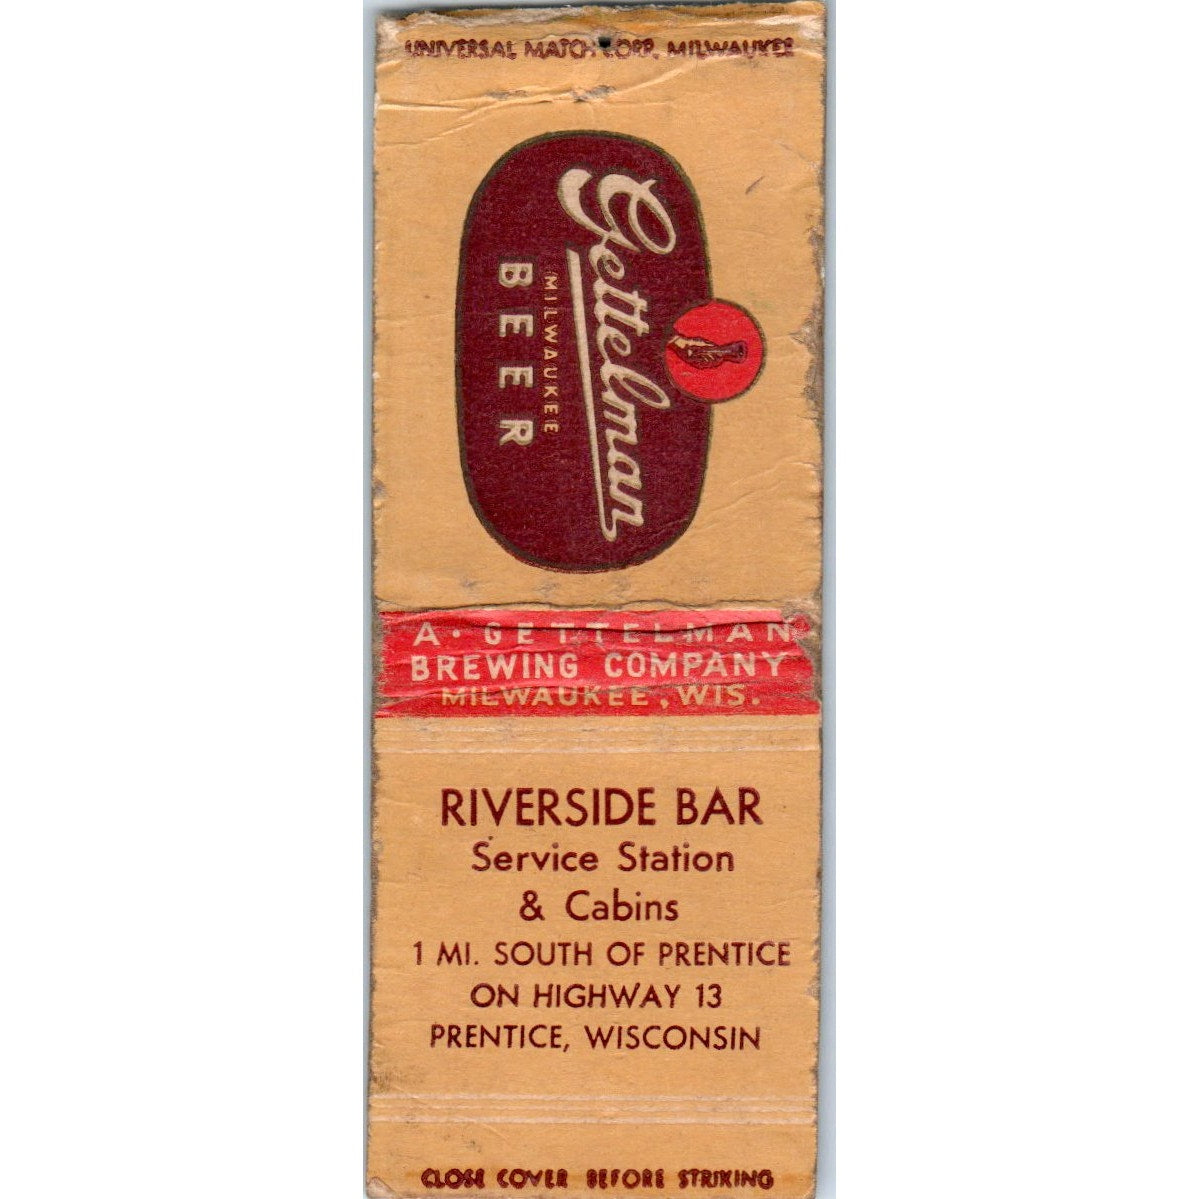 UNIVERSAL MATCH CORP. MILWAUKEE
Gettelman
MILWAUKEE
BEER
A • GETTELMAN
BREWING COMPANY
MILWAUKEE, WIS.
RIVERSIDE BAR
Service Station
& Cabins
1 MI. SOUTH OF PRENTICE
ON HIGHWAY 13
PRENTICE, WISCONSIN
CLOSE COVER BEFORE STRIKING